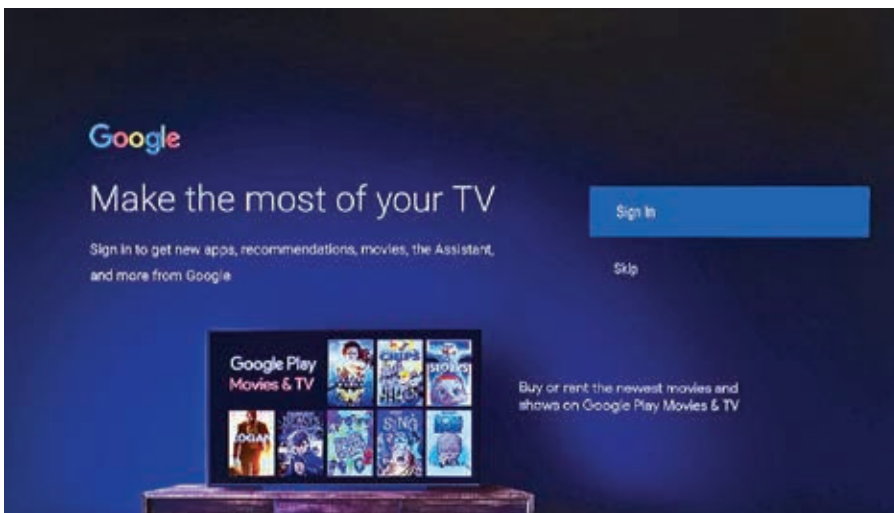 Google
Make the most of your TV
Sign in to get new apps, recommendations, movies, the Assistant,
and more from Google
Sign In
Skip
Google Play
Movies & TV
CHiPS
STORKS
LOGAN
SING
Buy or rent the newest movies and
shows on Google Play Movies & TV